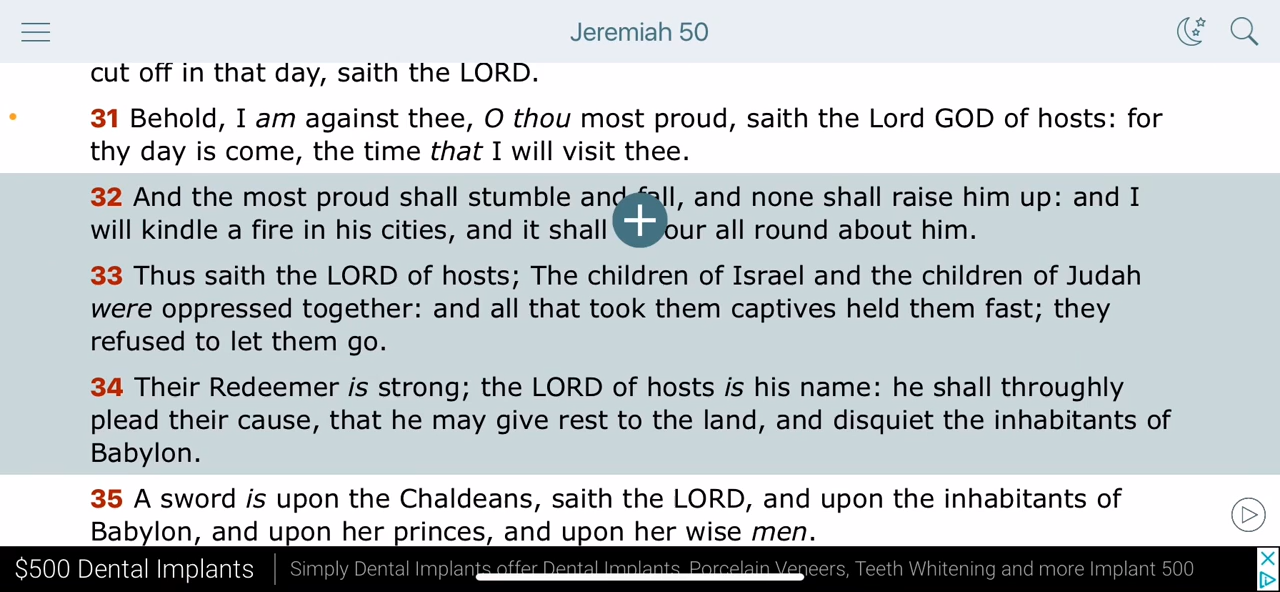 Jeremiah 50
cut off in that day, saith the LORD.
31 Behold, I am against thee, O thou most proud, saith the Lord GOD of hosts: for
thy day is come, the time that I will visit thee.
32 And the most proud shall stumble and fall, and none shall raise him up: and I
will kindle a fire in his cities, and it shall our all round about him.
33 Thus saith the LORD of hosts; The children of Israel and the children of Judah
were oppressed together: and all that took them captives held them fast; they
refused to let them go.
34 Their Redeemer is strong; the LORD of hosts is his name: he shall throughly
plead their cause, that he may give rest to the land, and disquiet the inhabitants of
Babylon.
35 A sword is upon the Chaldeans, saith the LORD, and upon the inhabitants of
Babylon, and upon her princes, and upon her wise men.
$500 Dental Implants
Simply Dental Implants offer Dental Implants, Porcelain Veneers, Teeth Whitening and more Implant 500